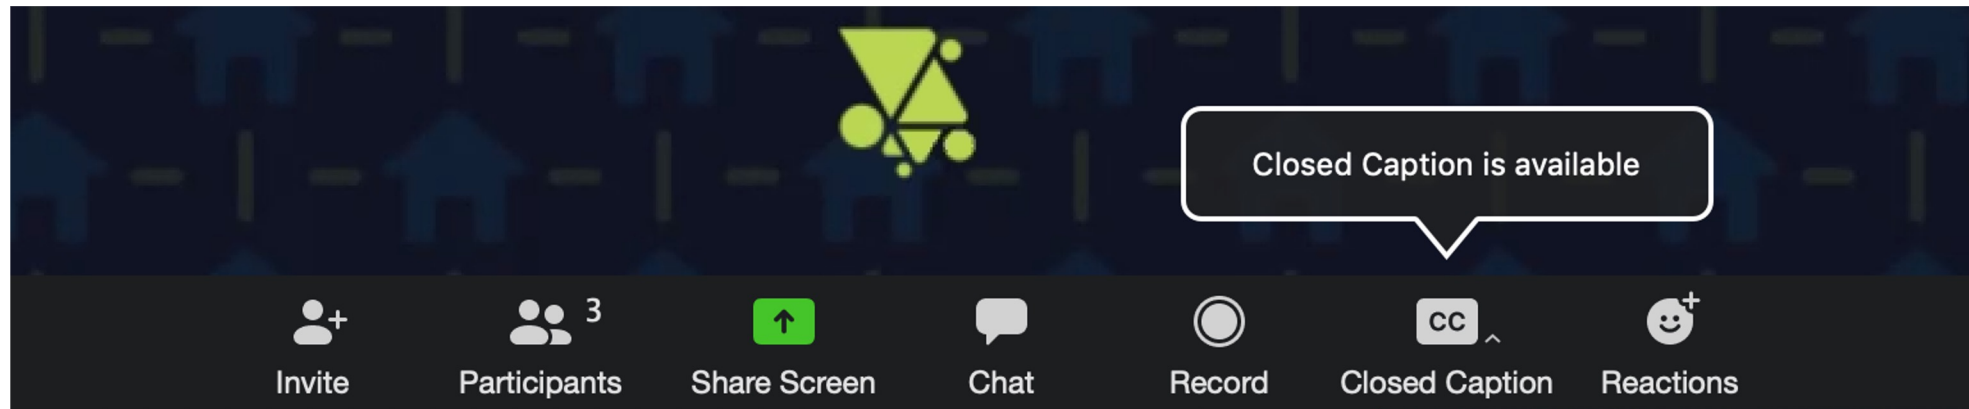 Closed Caption is available
3
CC
Invite
Participants
Share Screen
Chat
Record
Closed Caption
Reactions